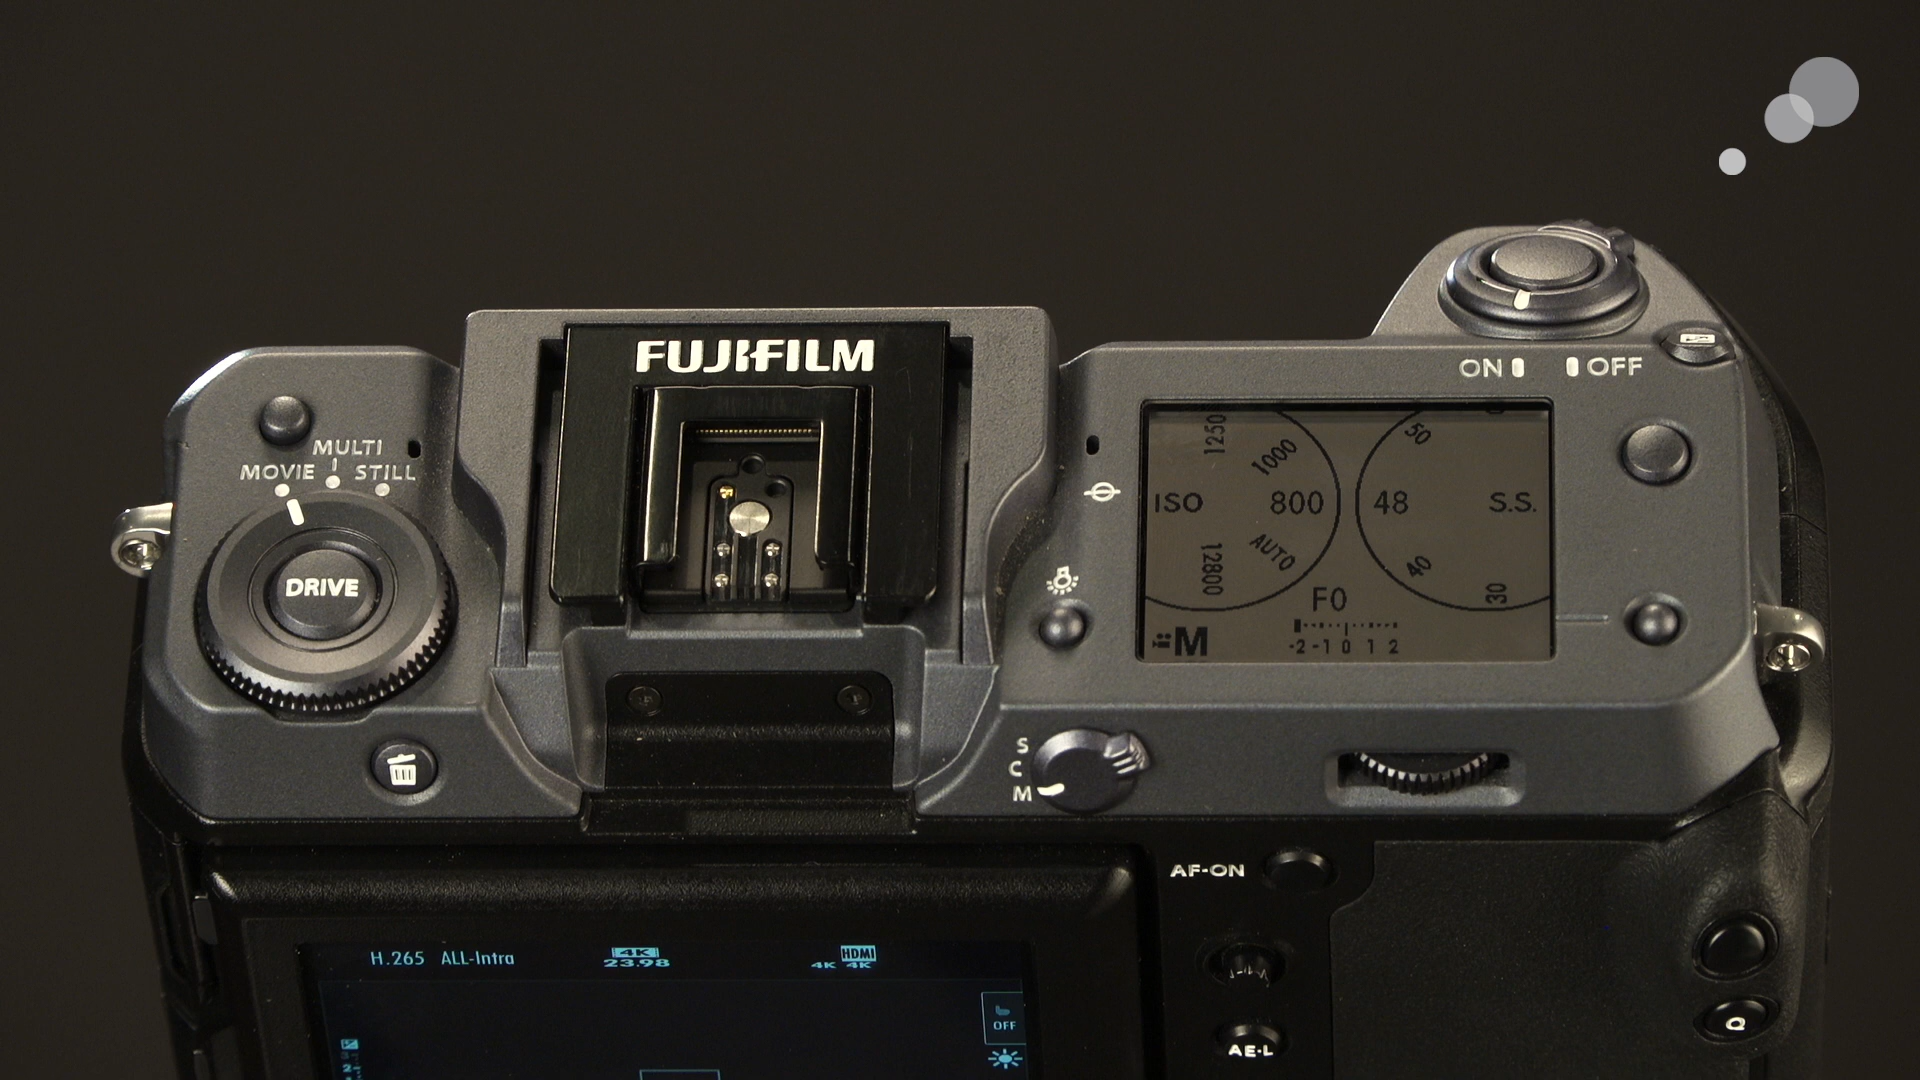 FUJIFILM
ON OFF
MULTI
MOVIE STILL
DRIVE
1250
1000
ISO 800
AUTO
12800
50
48 S.S.
40
30
F0
M
-2 -1 0 1 2
S
C
M
AF-ON
H.265 ALL-Intra
4K
23.98
HDMI
4K 4K
OFF
AE-L
Q